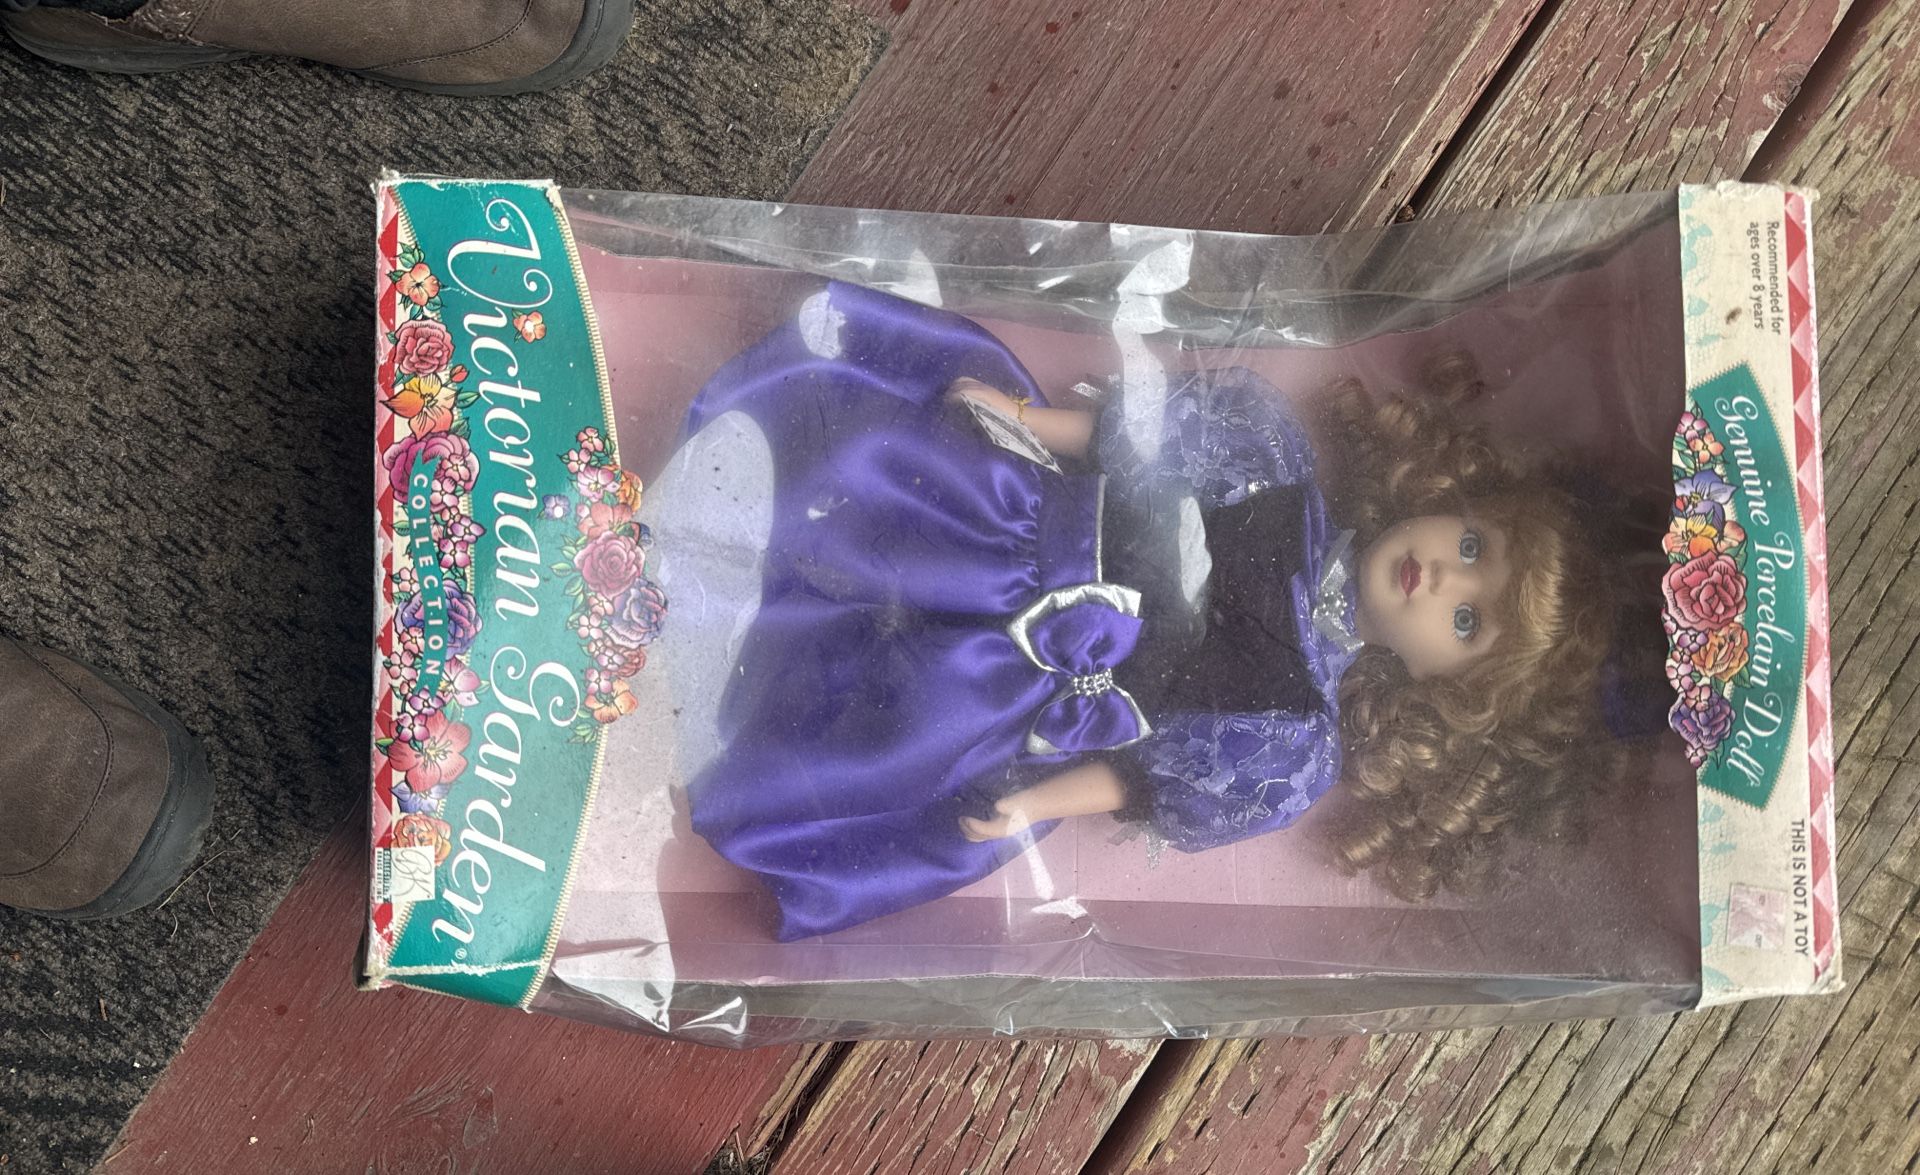 Recommended for
ages over 8 years
Genuine Porcelain Doll
THIS IS NOT A TOY
Victorian Garden®
COLLECTION